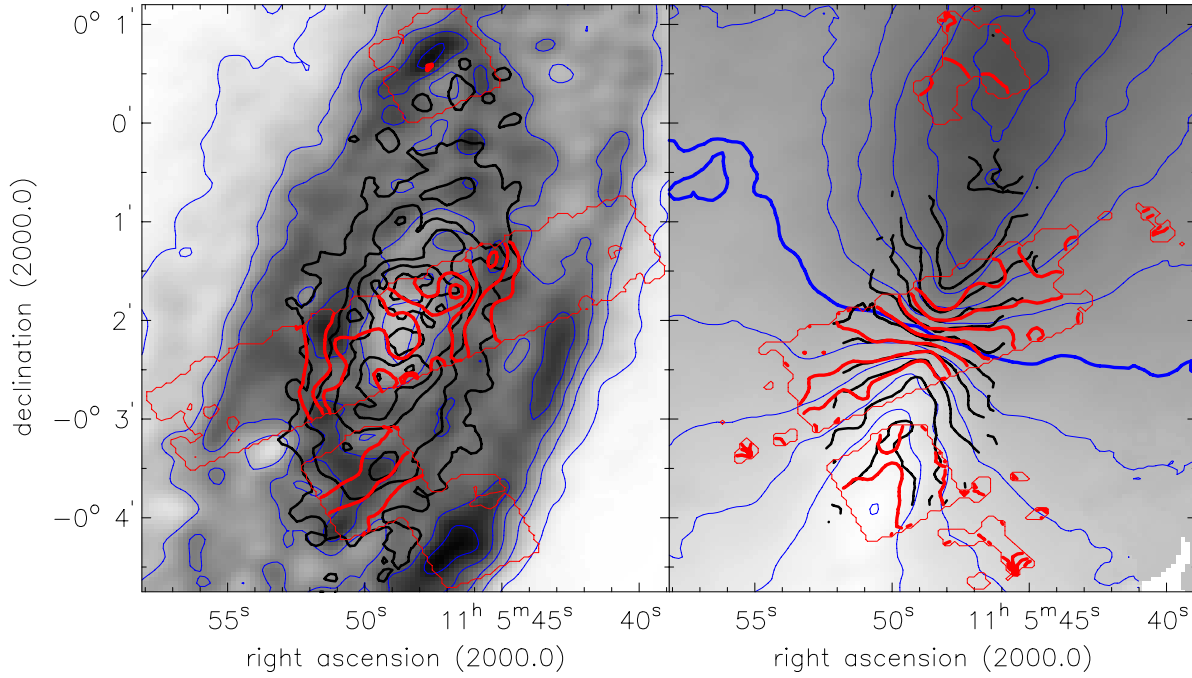 0° 1'
0'
1'
2'
−0° 3'
−0° 4'
declination (2000.0)
55ˢ 50ˢ 11ʰ 5ᵐ45ˢ 40ˢ
right ascension (2000.0)
55ˢ 50ˢ 11ʰ 5ᵐ45ˢ 40ˢ
right ascension (2000.0)